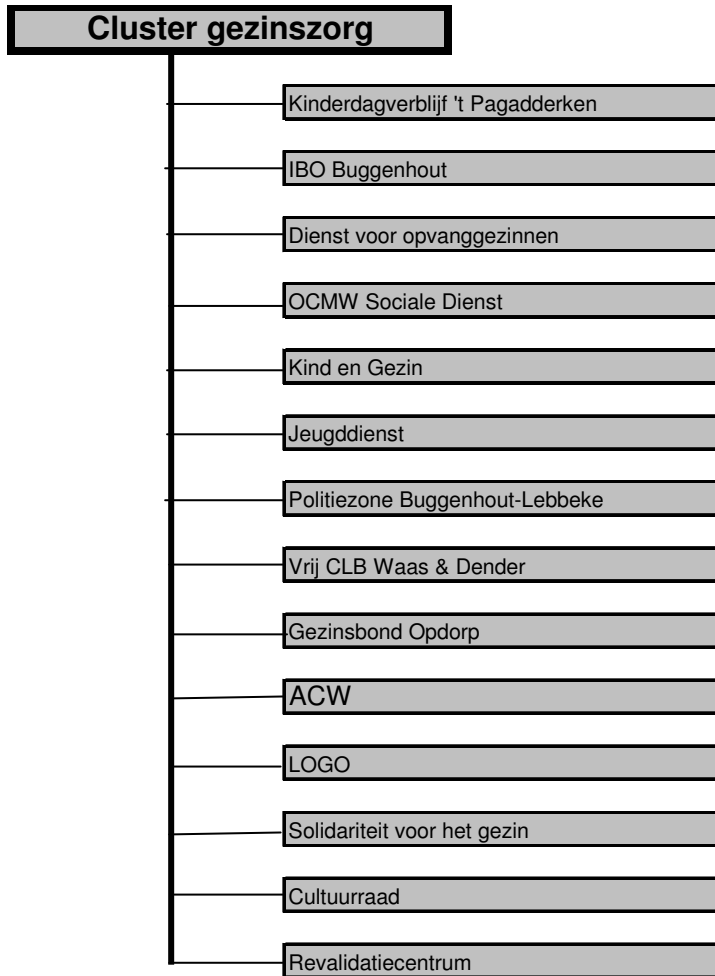 Cluster gezinszorg
Kinderdagverblijf 't Pagadderken
IBO Buggenhout
Dienst voor opvanggezinnen
OCMW Sociale Dienst
Kind en Gezin
Jeugddienst
Politiezone Buggenhout-Lebbeke
Vrij CLB Waas & Dender
Gezinsbond Opdorp
ACW
LOGO
Solidariteit voor het gezin
Cultuurraad
Revalidatiecentrum